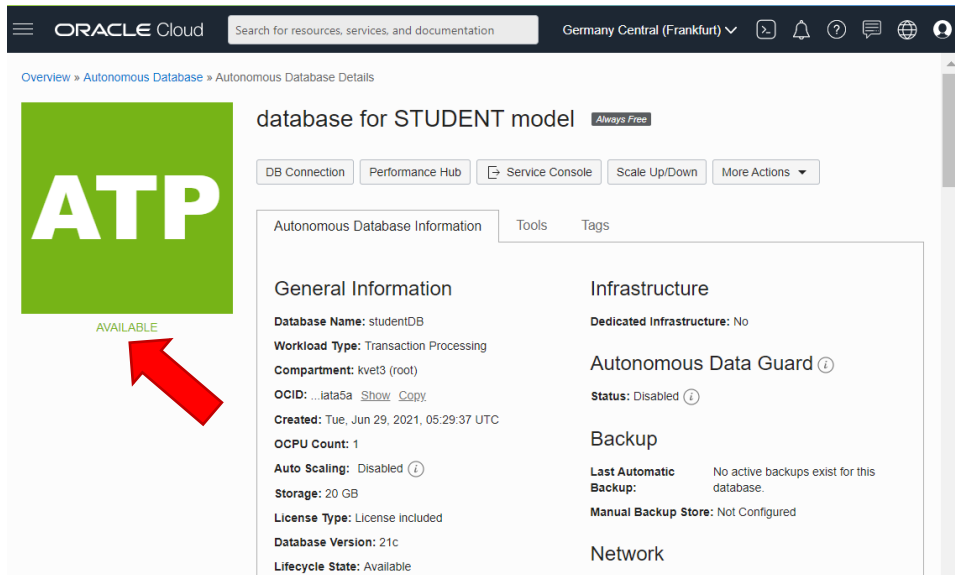 ORACLE Cloud
Search for resources, services, and documentation
Germany Central (Frankfurt)
Overview » Autonomous Database » Autonomous Database Details
ATP
AVAILABLE
database for STUDENT model Always Free
DB Connection Performance Hub Service Console Scale Up/Down More Actions
Autonomous Database Information Tools Tags
General Information
Database Name: studentDB
Workload Type: Transaction Processing
Compartment: kvet3 (root)
OCID: ...iata5a Show Copy
Created: Tue, Jun 29, 2021, 05:29:37 UTC
OCPU Count: 1
Auto Scaling: Disabled i
Storage: 20 GB
License Type: License included
Database Version: 21c
Lifecycle State: Available
Infrastructure
Dedicated Infrastructure: No
Autonomous Data Guard i
Status: Disabled i
Backup
Last Automatic Backup: No active backups exist for this
database.
Manual Backup Store: Not Configured
Network